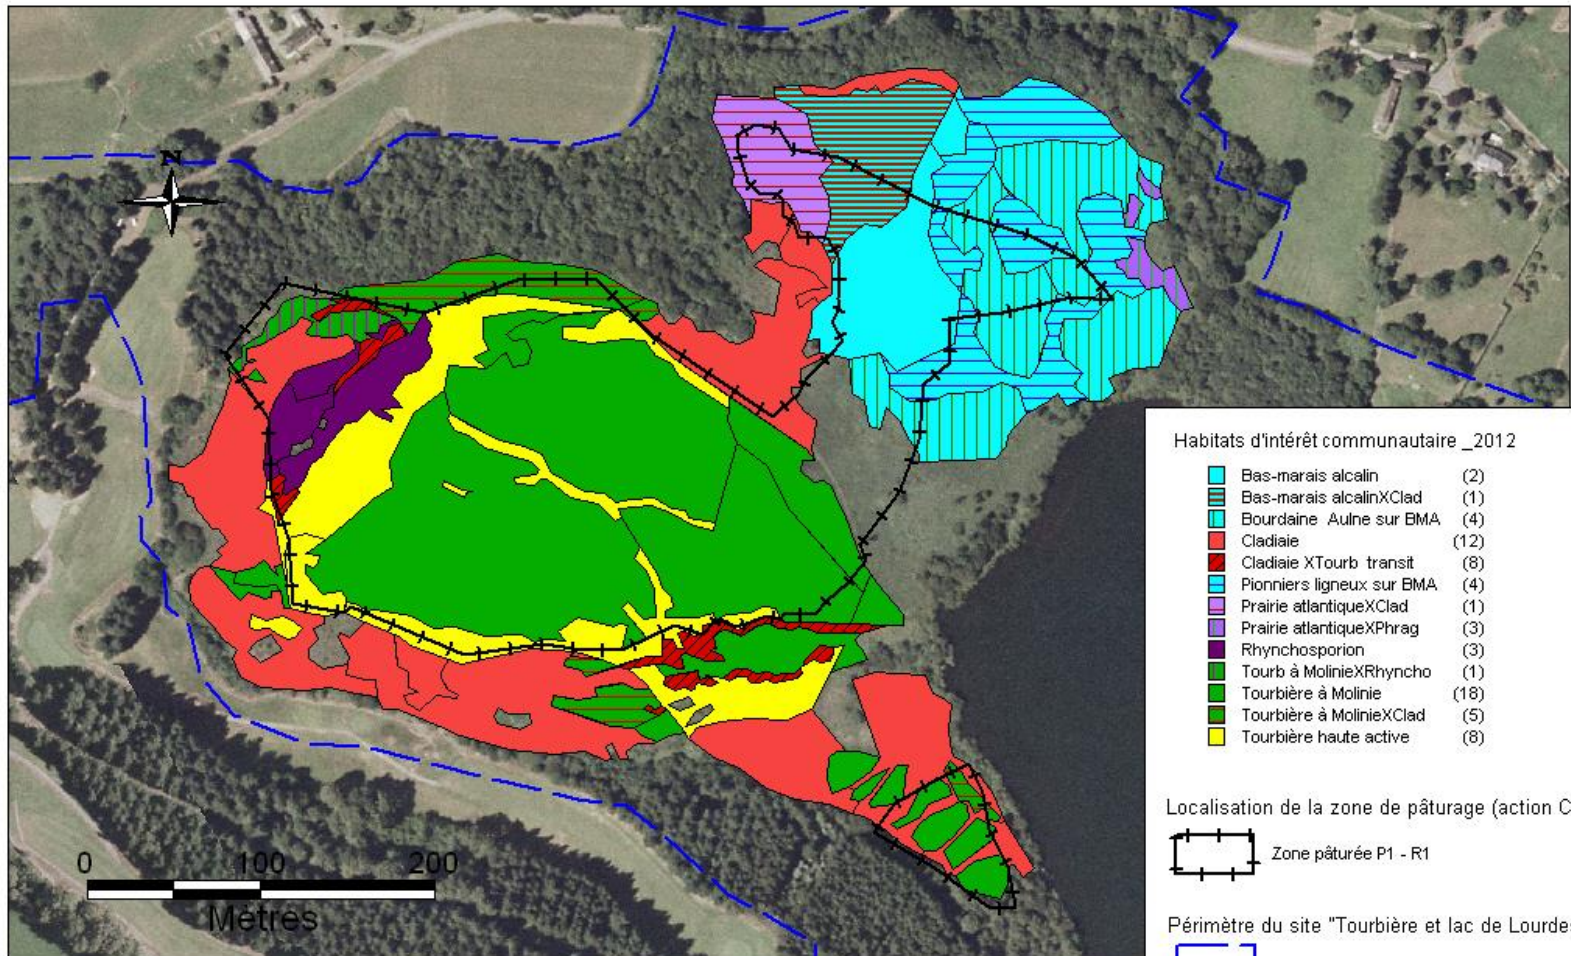 N
0 100 200
Mètres
Habitats d'intérêt communautaire _2012
Bas-marais alcalin (2)
Bas-marais alcalinXClad (1)
Bourdaine Aulne sur BMA (4)
Cladiaie (12)
Cladiaie XTourb transit (8)
Pionniers ligneux sur BMA (4)
Prairie atlantiqueXClad (1)
Prairie atlantiqueXPhrag (3)
Rhynchosporion (3)
Tourb à MolinieXRhyncho (1)
Tourbière à Molinie (18)
Tourbière à MolinieXClad (5)
Tourbière haute active (8)
Localisation de la zone de pâturage (action C
Zone pâturée P1 - R1
Périmètre du site "Tourbière et lac de Lourdes